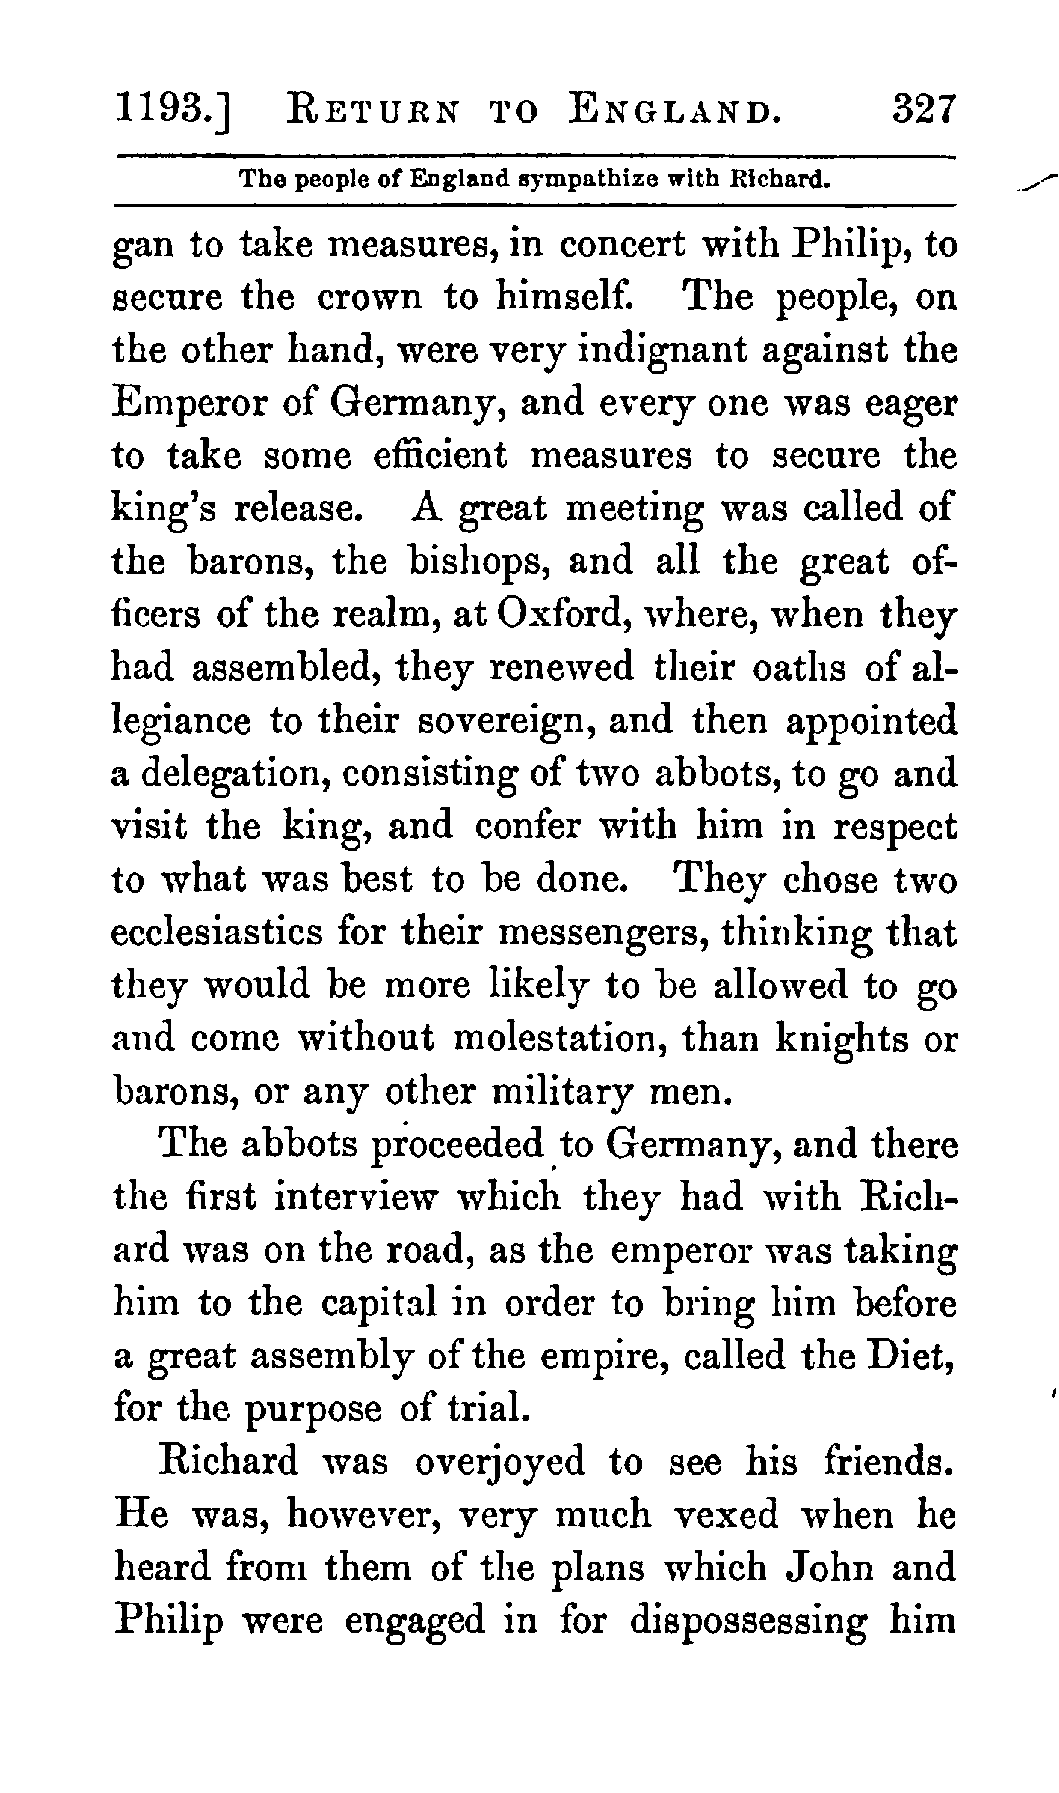 1193.] RETURN TO ENGLAND. 327
The people of England sympathize with Richard.
gan to take measures, in concert with Philip, to
secure the crown to himself. The people, on
the other hand, were very indignant against the
Emperor of Germany, and every one was eager
to take some efficient measures to secure the
king's release. A great meeting was called of
the barons, the bishops, and all the great of-
ficers of the realm, at Oxford, where, when they
had assembled, they renewed their oaths of al-
legiance to their sovereign, and then appointed
a delegation, consisting of two abbots, to go and
visit the king, and confer with him in respect
to what was best to be done. They chose two
ecclesiastics for their messengers, thinking that
they would be more likely to be allowed to go
and come without molestation, than knights or
barons, or any other military men.
The abbots proceeded to Germany, and there
the first interview which they had with Rich-
ard was on the road, as the emperor was taking
him to the capital in order to bring him before
a great assembly of the empire, called the Diet,
for the purpose of trial.
Richard was overjoyed to see his friends.
He was, however, very much vexed when he
heard from them of the plans which John and
Philip were engaged in for dispossessing him